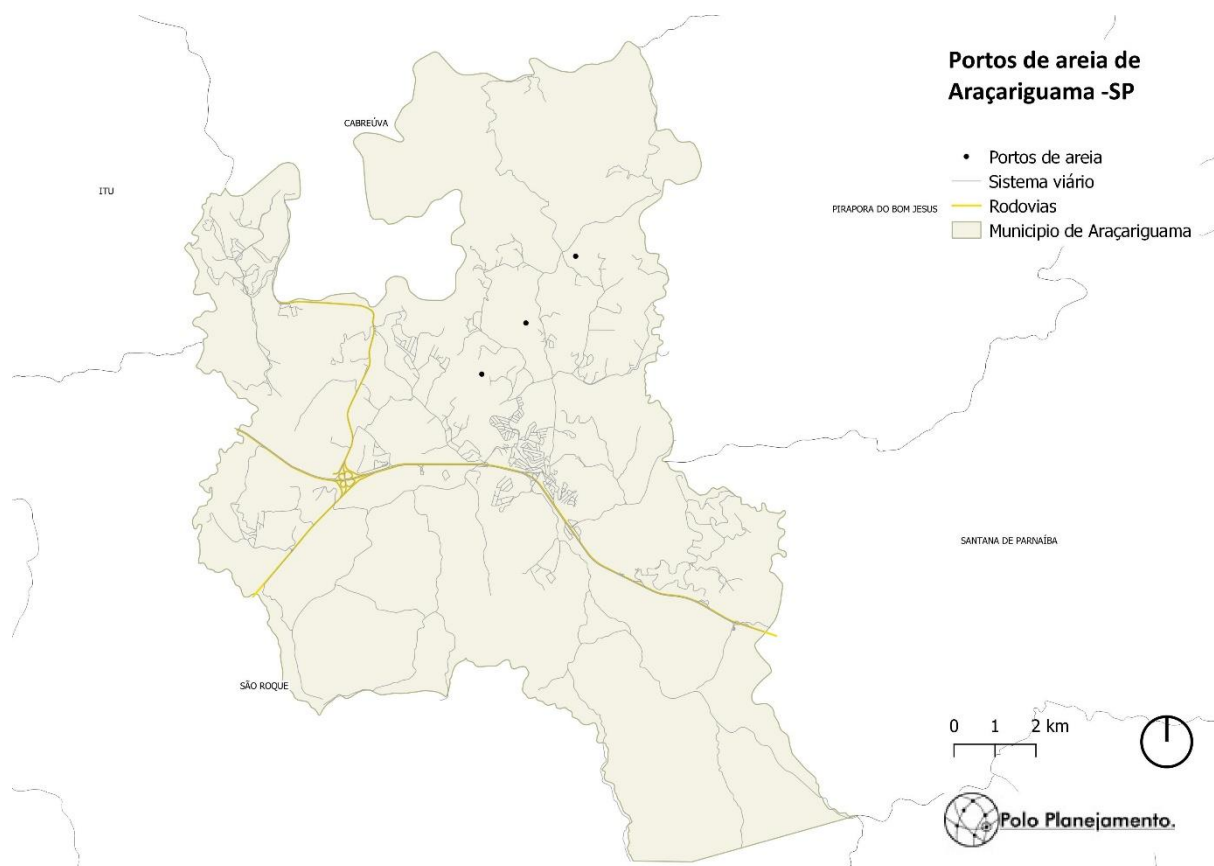 Portos de areia de
Araçariguama -SP
Portos de areia
Sistema viário
Rodovias
Municipio de Araçariguama
CABREÚVA
ITU
PIRAPORA DO BOM JESUS
SANTANA DE PARNAÍBA
SÃO ROQUE
0 1 2 km
Polo Planejamento.